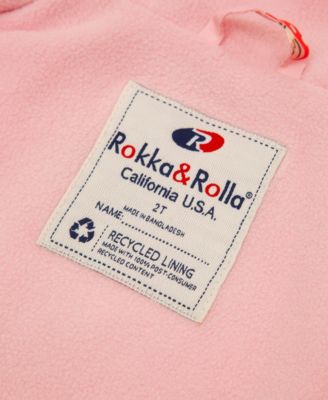 R
Rokka&Rolla®
California U.S.A.
2T
MADE IN BANGLADESH
NAME:
RECYCLED LINING
MADE WITH 100% POST-CONSUMER
RECYCLED CONTENT